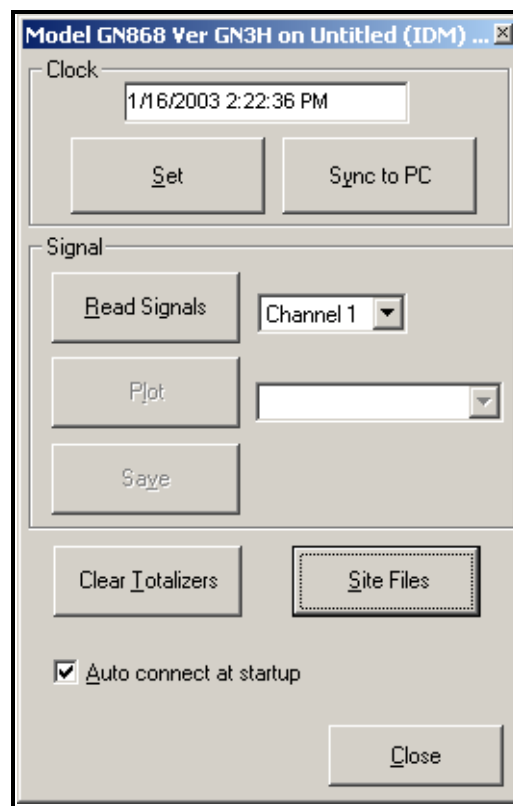 Model GN868 Ver GN3H on Untitled (IDM) ...
Clock
1/16/2003 2:22:36 PM
Set
Sync to PC
Signal
Read Signals
Channel 1
Plot
Save
Clear Totalizers
Site Files
Auto connect at startup
Close